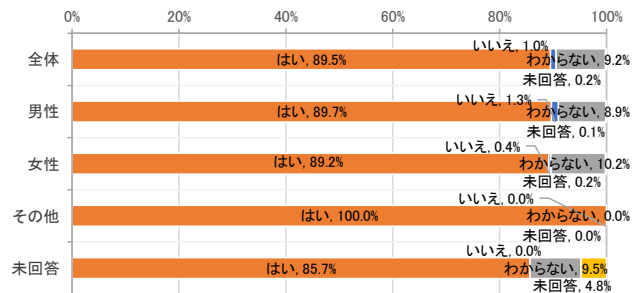 0% 20% 40% 60% 80% 100%
いいえ, 1.0%
全体 はい, 89.5% わからない, 9.2%
未回答, 0.2%
いいえ, 1.3%
男性 はい, 89.7% わからない, 8.9%
未回答, 0.1%
いいえ, 0.4%
女性 はい, 89.2% わからない, 10.2%
未回答, 0.2%
いいえ, 0.0%
その他 はい, 100.0% わからない, 0.0%
未回答, 0.0%
いいえ, 0.0%
未回答 はい, 85.7% わからない, 9.5%
未回答, 4.8%